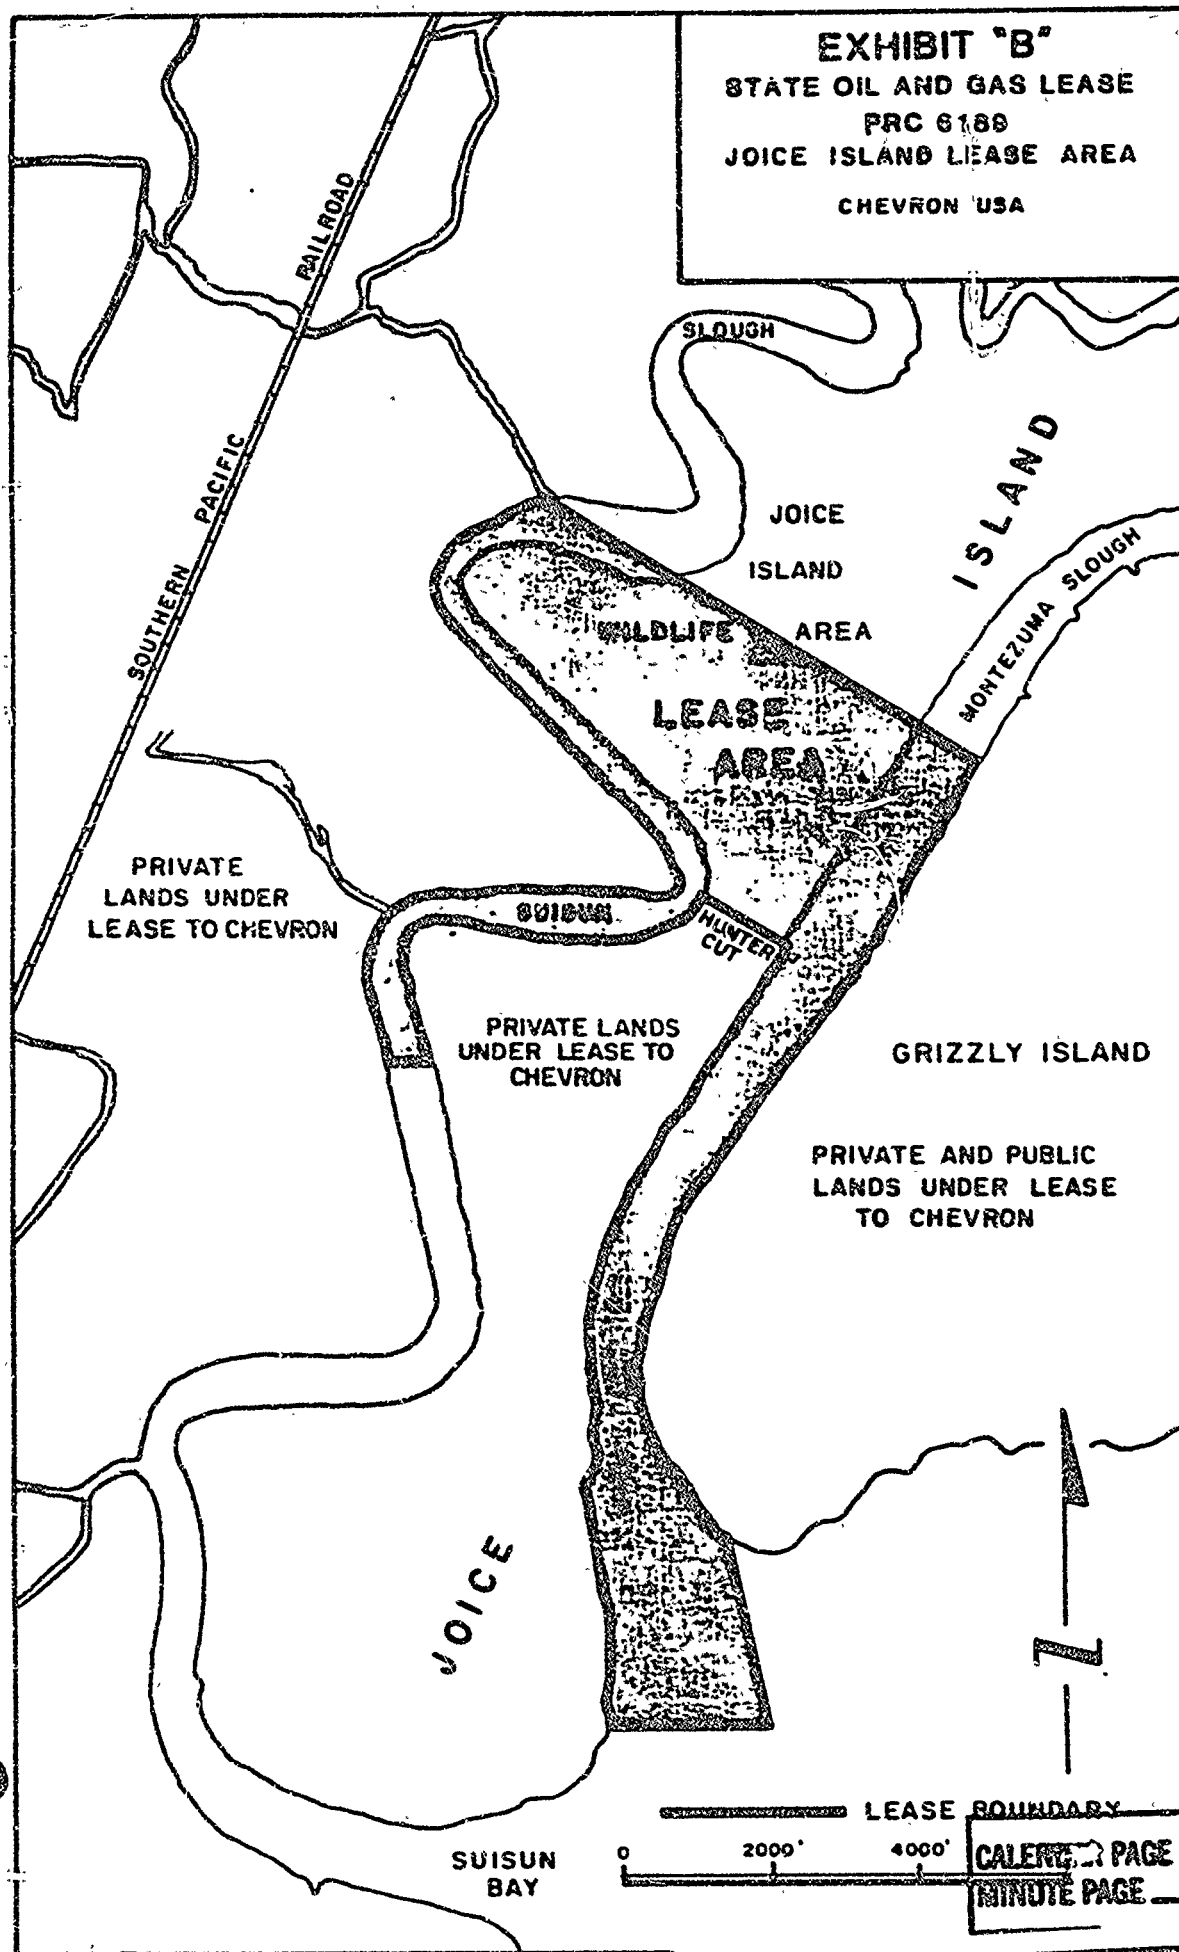 EXHIBIT "B"
STATE OIL AND GAS LEASE
PRC 6189
JOICE ISLAND LEASE AREA
CHEVRON USA
RAILROAD
SLOUGH
PACIFIC
ISLAND
JOICE
ISLAND
MONTEZUMA SLOUGH
SOUTHERN
WILDLIFE AREA
LEASE
AREA
PRIVATE
LANDS UNDER
LEASE TO CHEVRON
SUISUN
HUNTER
CUT
PRIVATE LANDS
UNDER LEASE TO
CHEVRON
GRIZZLY ISLAND
PRIVATE AND PUBLIC
LANDS UNDER LEASE
TO CHEVRON
JOICE
Z
LEASE BOUNDARY
SUISUN
BAY
0 2000' 4000'
CALENDAR PAGE
MINUTE PAGE